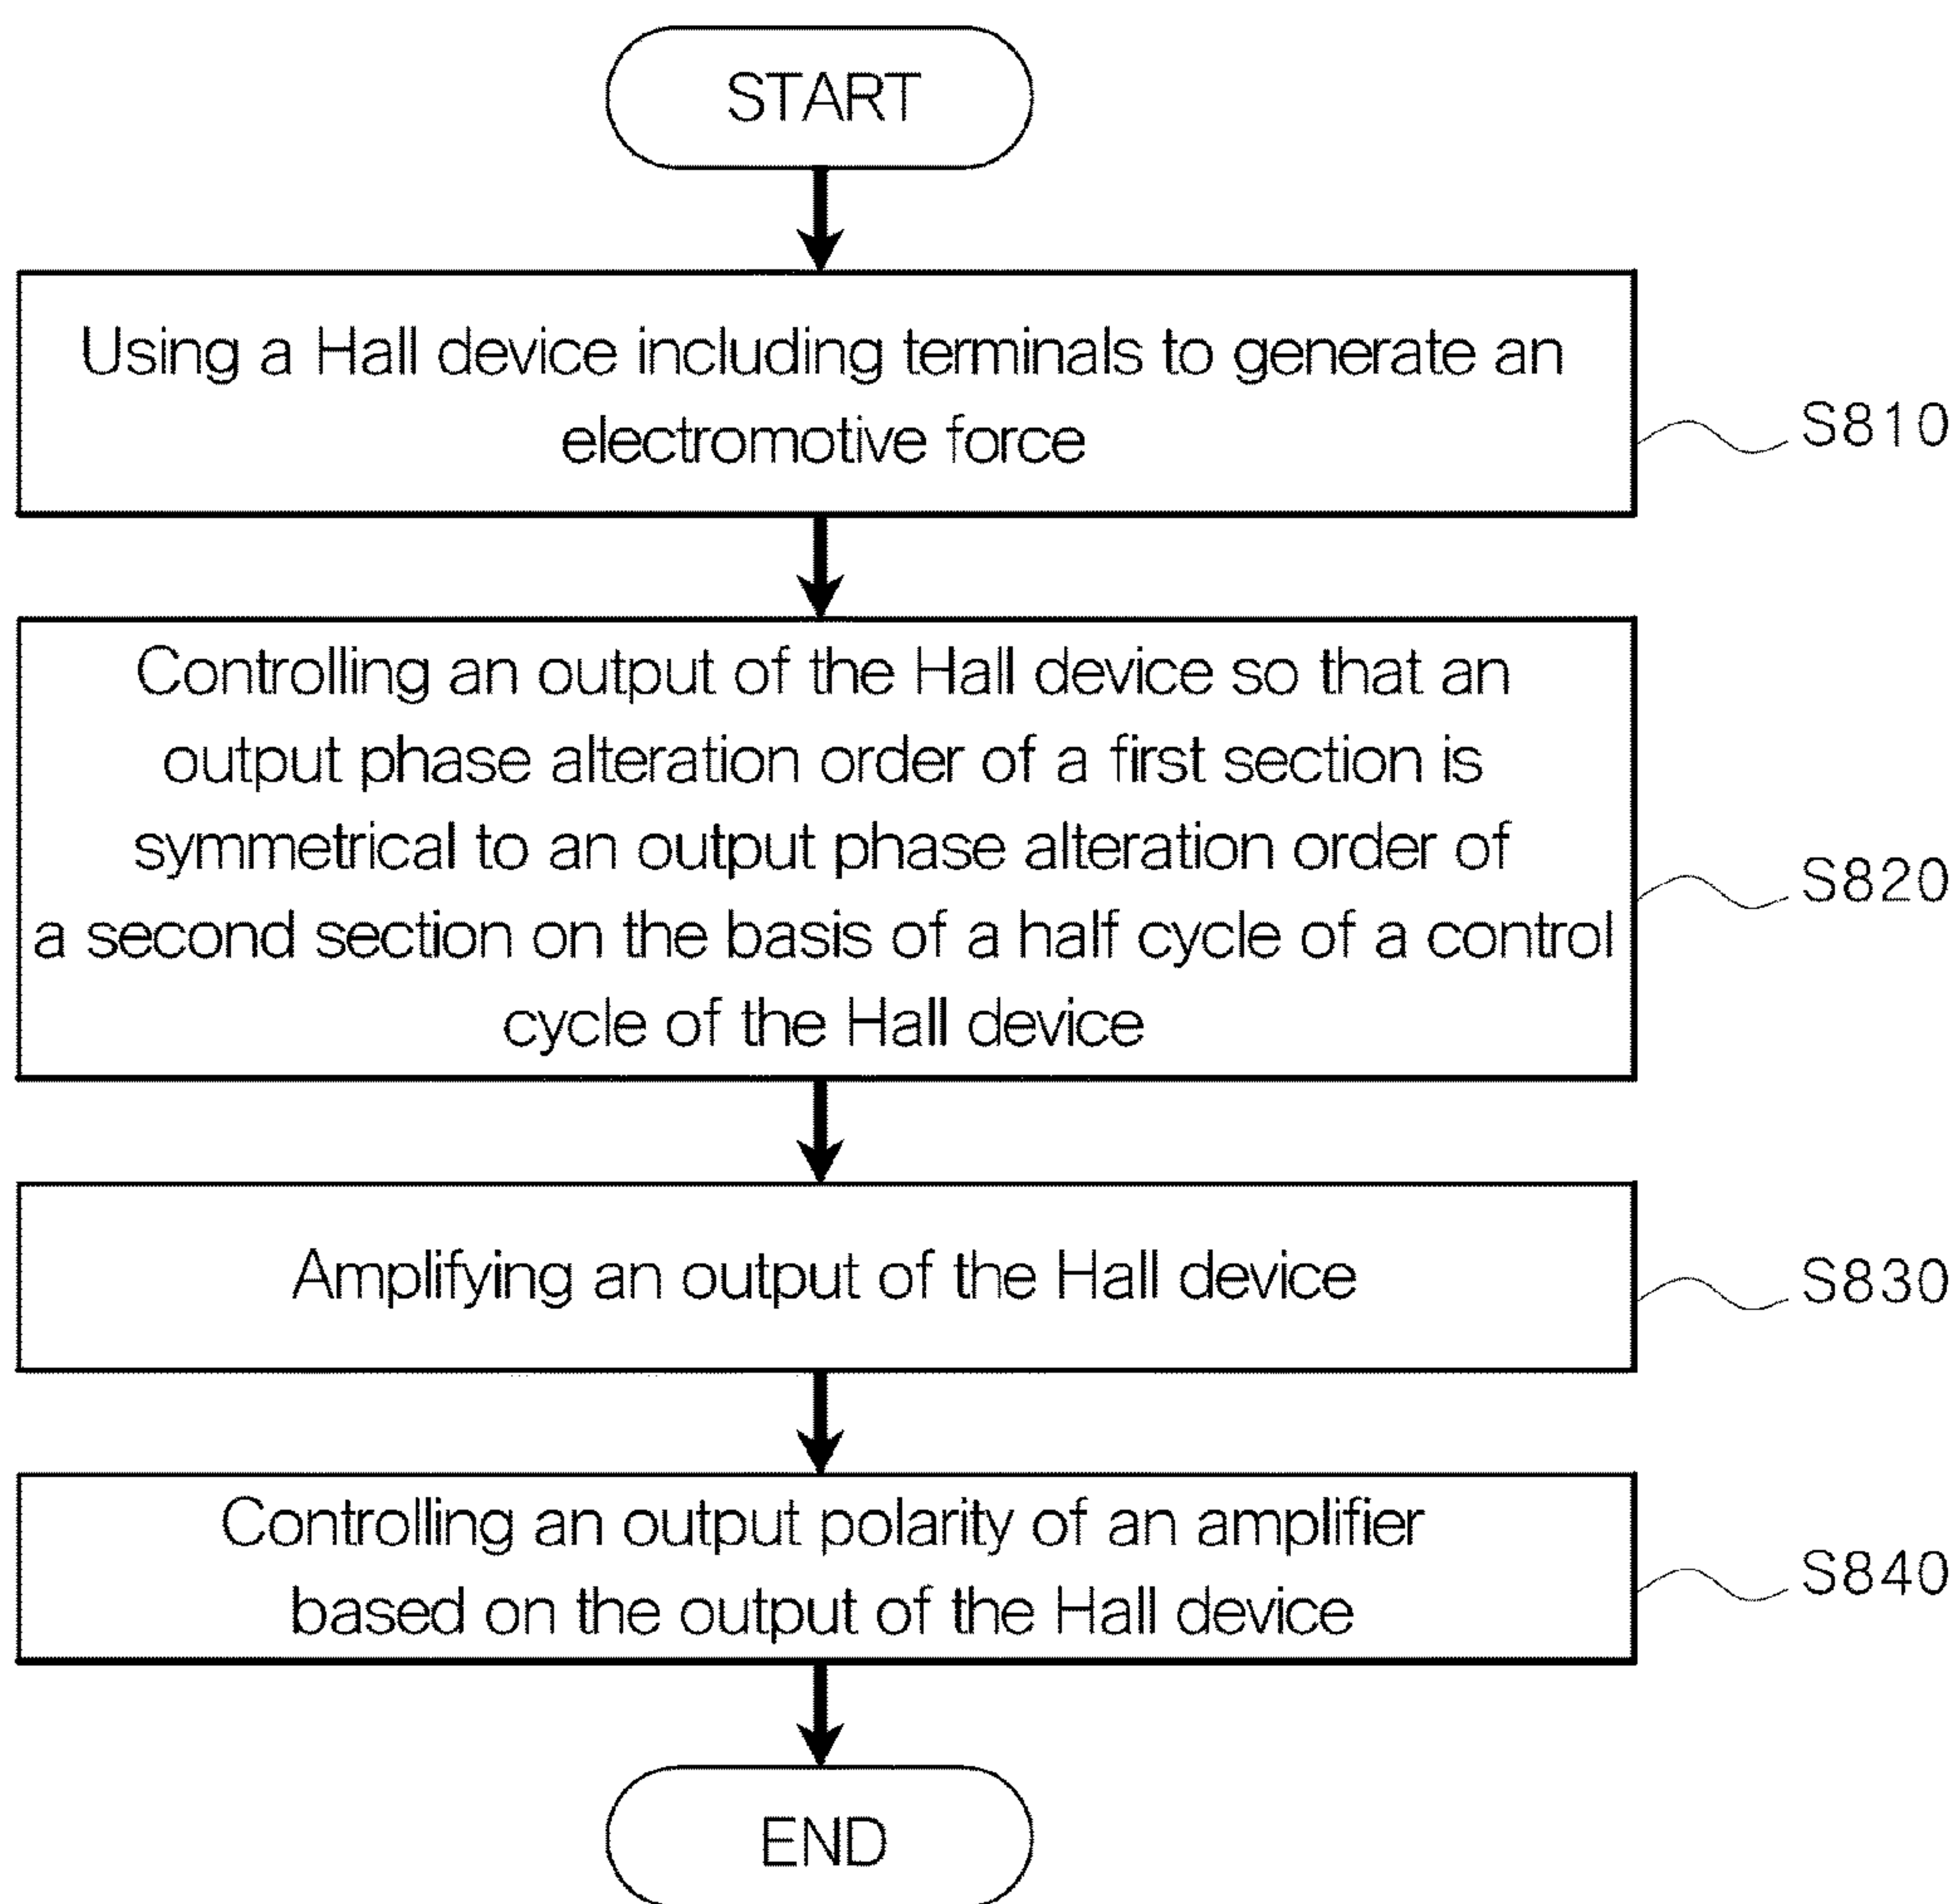 START
Using a Hall device including terminals to generate an
electromotive force
S810
Controlling an output of the Hall device so that an
output phase alteration order of a first section is
symmetrical to an output phase alteration order of
a second section on the basis of a half cycle of a control
cycle of the Hall device
S820
Amplifying an output of the Hall device
S830
Controlling an output polarity of an amplifier
based on the output of the Hall device
S840
END